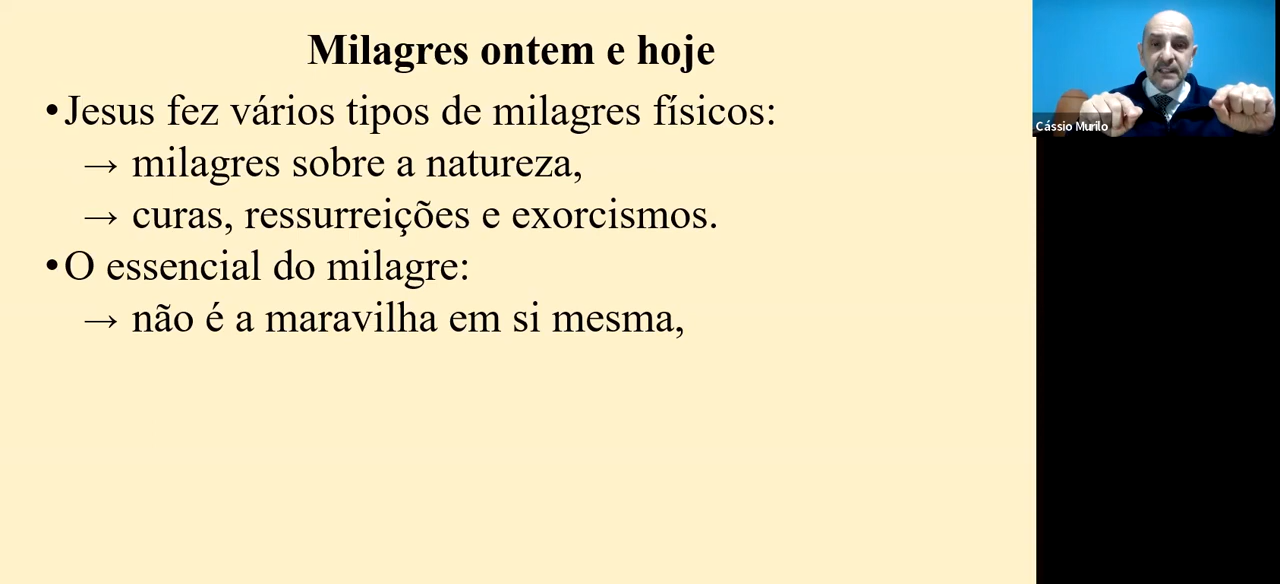 Milagres ontem e hoje
•Jesus fez vários tipos de milagres físicos:
→ milagres sobre a natureza,
→ curas, ressurreições e exorcismos.
•O essencial do milagre:
→ não é a maravilha em si mesma,
Cássio Murilo